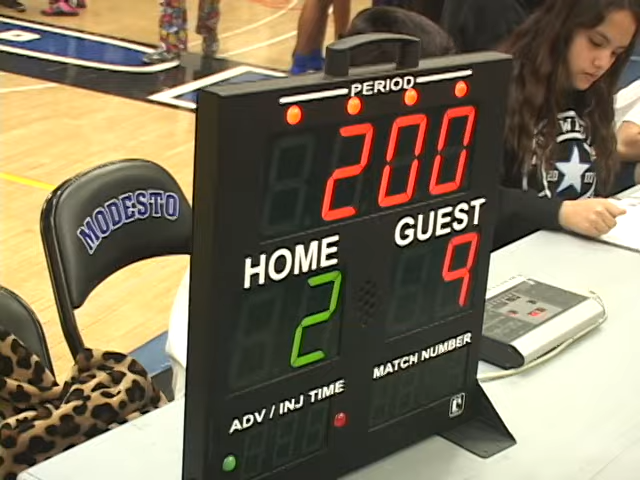 PERIOD
200
HOME
GUEST
2
9
ADV / INJ TIME
MATCH NUMBER
MODESTO